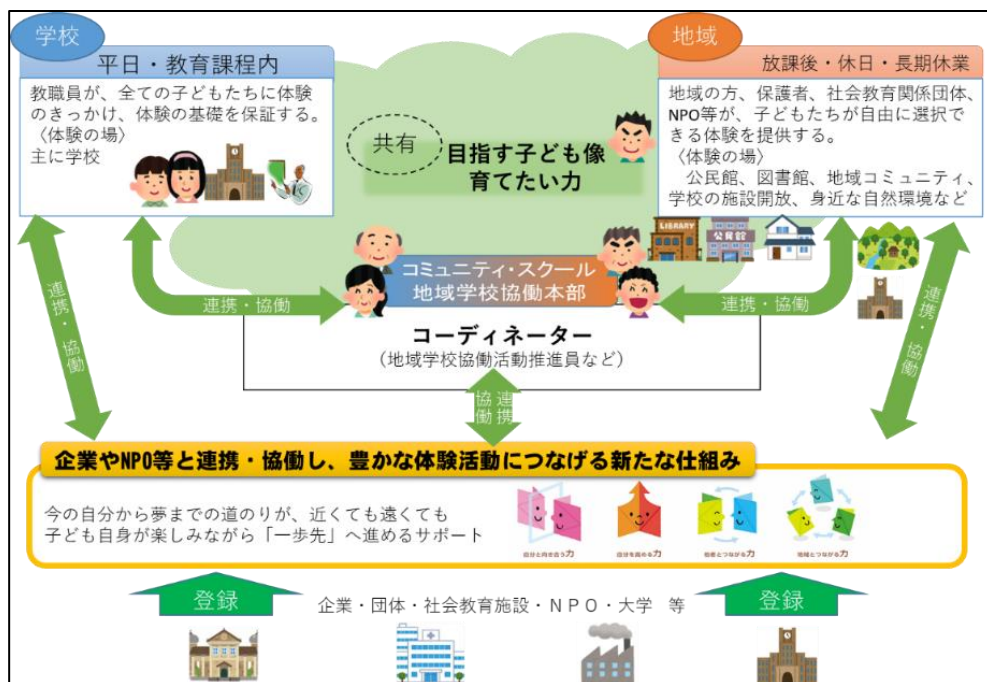 学校
平日・教育課程内
教職員が、全ての子どもたちに体験
のきっかけ、体験の基礎を保証する。
〈体験の場〉
主に学校
共有
目指す子ども像
育てたい力
地域
放課後・休日・長期休業
地域の方、保護者、社会教育関係団体、
NPO等が、子どもたちが自由に選択で
きる体験を提供する。
〈体験の場〉
公民館、図書館、地域コミュニティ、
学校の施設開放、身近な自然環境など
LIBRARY
公民館
コミュニティ・スクール
地域学校協働本部
連携・協働
連携・協働
連携・協働
連携・協働
コーディネーター
（地域学校協働活動推進員など）
連携
協働
企業やNPO等と連携・協働し、豊かな体験活動につなげる新たな仕組み
今の自分から夢までの道のりが、近くても遠くても
子ども自身が楽しみながら「一歩先」へ進めるサポート
自分と向き合う力
自分を高める力
他者とつながる力
地域とつながる力
登録
企業・団体・社会教育施設・ＮＰＯ・大学　等
登録